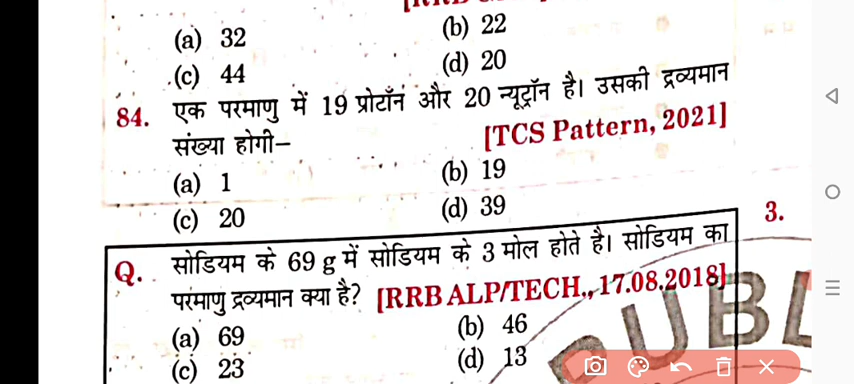 (a) 32 (b) 22
(c) 44 (d) 20
84. एक परमाणु में 19 प्रोटॉन और 20 न्यूट्रॉन है। उसकी द्रव्यमान
संख्या होगी– [TCS Pattern, 2021]
(a) 1 (b) 19
(c) 20 (d) 39
Q. सोडियम के 69 g में सोडियम के 3 मोल होते है। सोडियम का
परमाणु द्रव्यमान क्या है? [RRB ALP/TECH., 17.08.2018]
(a) 69 (b) 46
(c) 23 (d) 13
3.